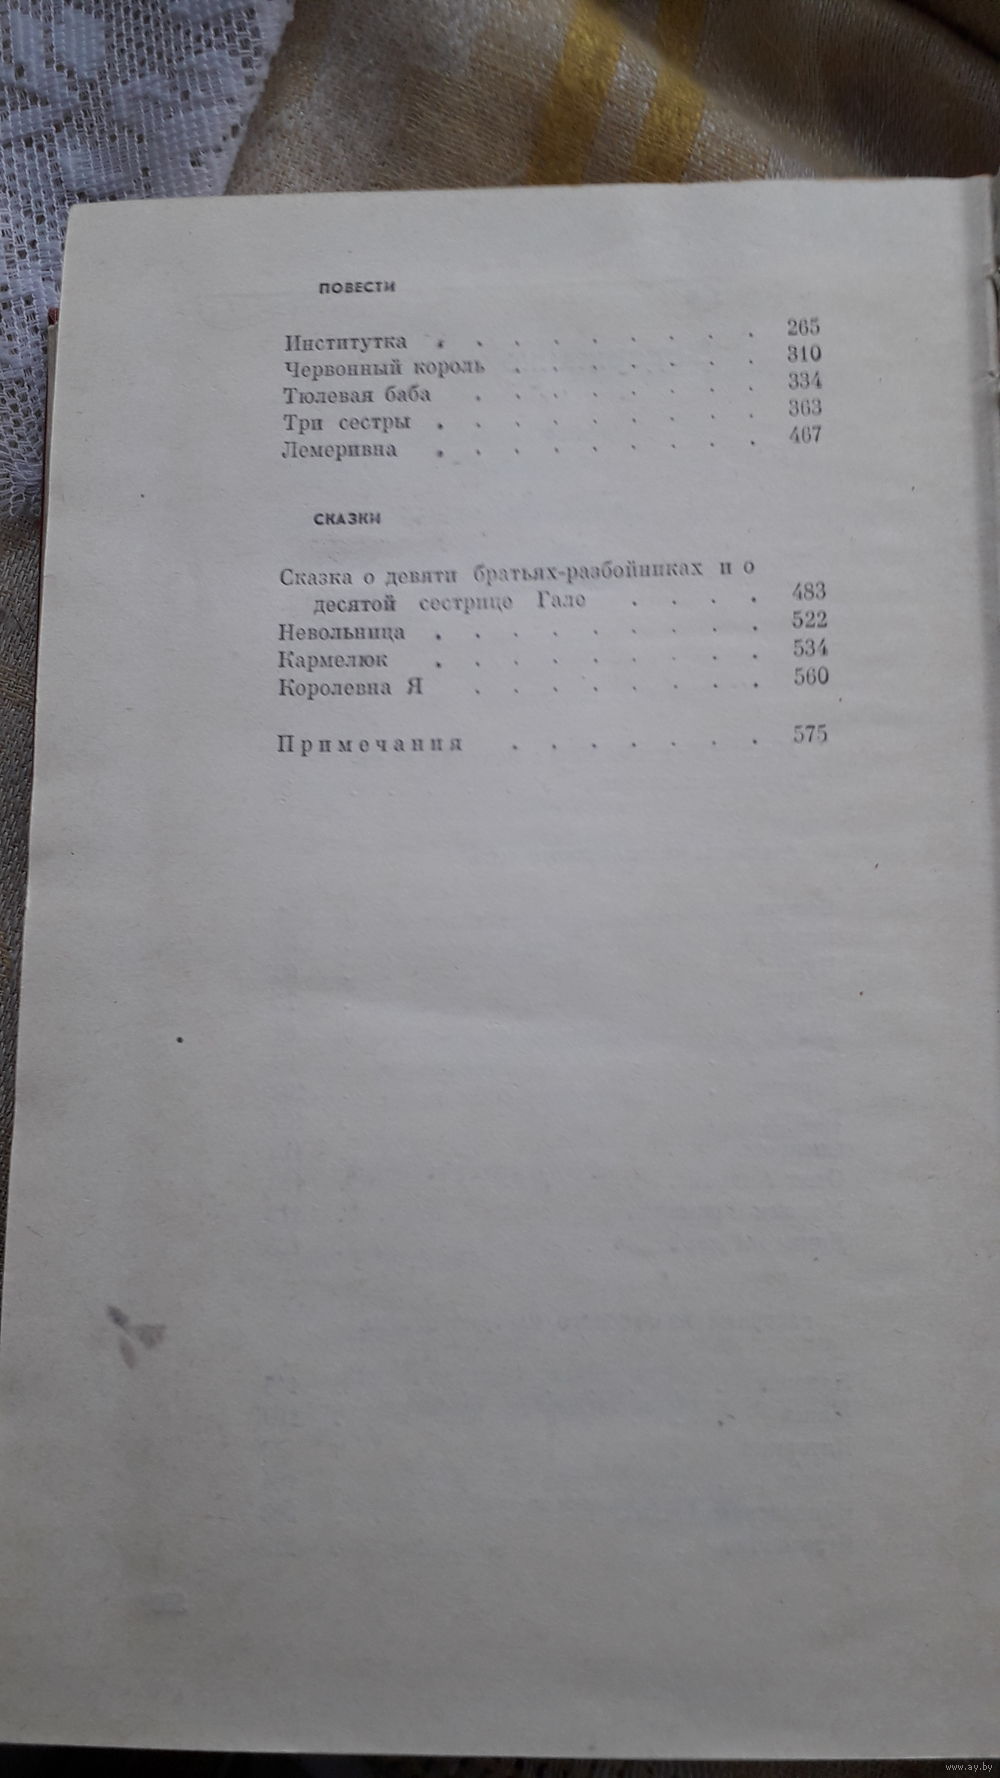 ПОВЕСТИ
Институтка . . . . . . . . . 265
Червонный король . . . . . . . 310
Тюлевая баба . . . . . . . . 334
Три сестры . . . . . . . . . 363
Лемеривна . . . . . . . . . 467
СКАЗКИ
Сказка о девяти братьях-разбойниках и о
десятой сестрице Гале . . . . 483
Невольница . . . . . . . . . 522
Кармелюк . . . . . . . . . 534
Королевна Я . . . . . . . . 560
Примечания . . . . . . . 575
www.ay.by